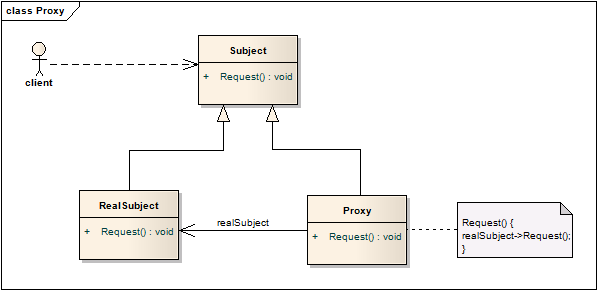 class Proxy
client
Subject
+ Request() : void
RealSubject
+ Request() : void
realSubject
Proxy
+ Request() : void
Request() {
realSubject->Request();
}